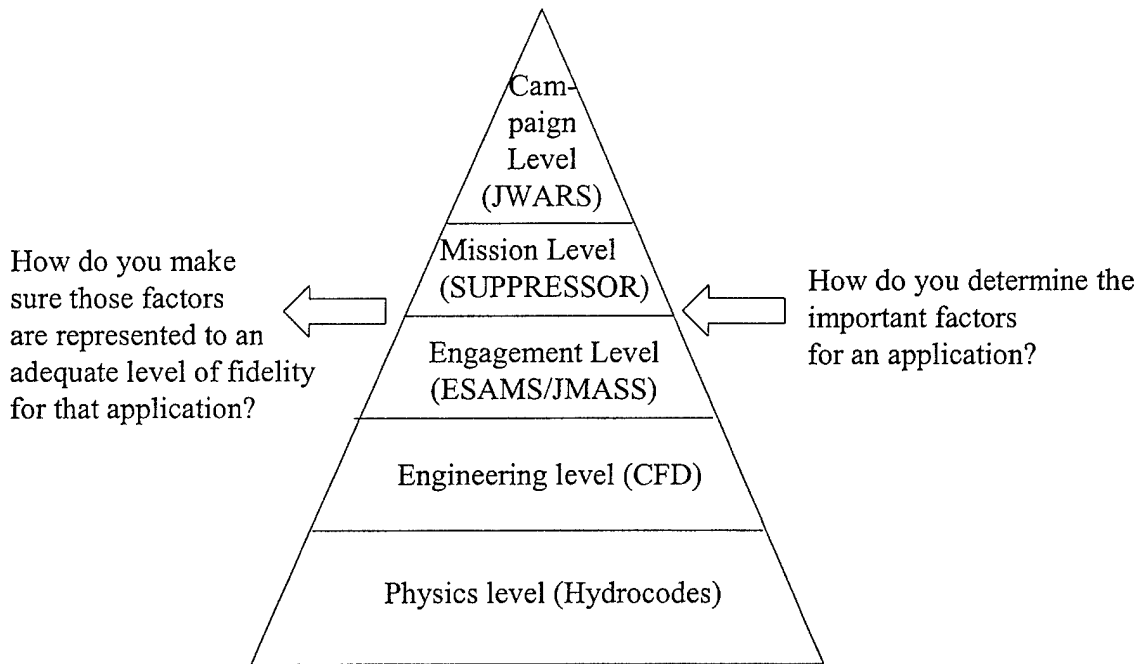 Cam-
paign
Level
(JWARS)
Mission Level
(SUPPRESSOR)
Engagement Level
(ESAMS/JMASS)
Engineering level (CFD)
Physics level (Hydrocodes)
How do you make
sure those factors
are represented to an
adequate level of fidelity
for that application?
How do you determine the
important factors
for an application?